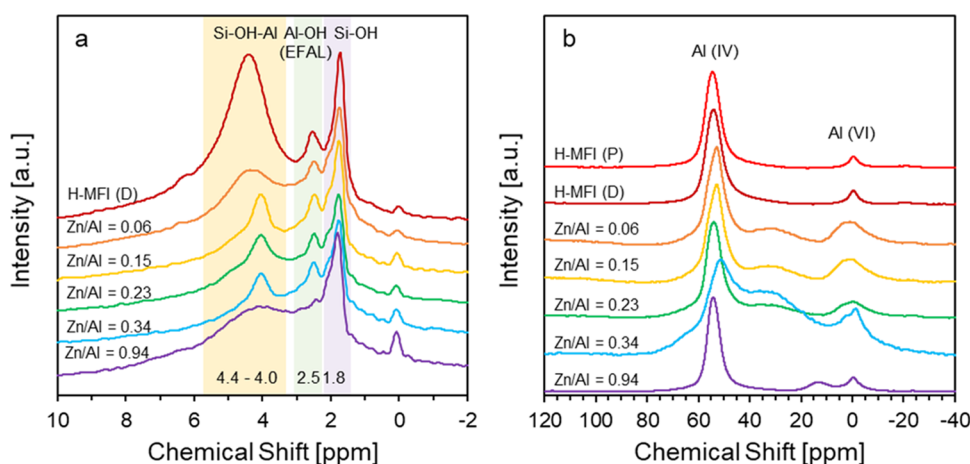 a
Si-OH-Al Al-OH Si-OH
(EFAL)
H-MFI (D)
Zn/Al = 0.06
Zn/Al = 0.15
Zn/Al = 0.23
Zn/Al = 0.34
Zn/Al = 0.94
4.4 - 4.0 2.5 1.8
10 8 6 4 2 0 -2
Chemical Shift [ppm]
Intensity [a.u.]
b
Al (IV)
Al (VI)
H-MFI (P)
H-MFI (D)
Zn/Al = 0.06
Zn/Al = 0.15
Zn/Al = 0.23
Zn/Al = 0.34
Zn/Al = 0.94
120 100 80 60 40 20 0 -20 -40
Chemical Shift [ppm]
Intensity [a.u.]